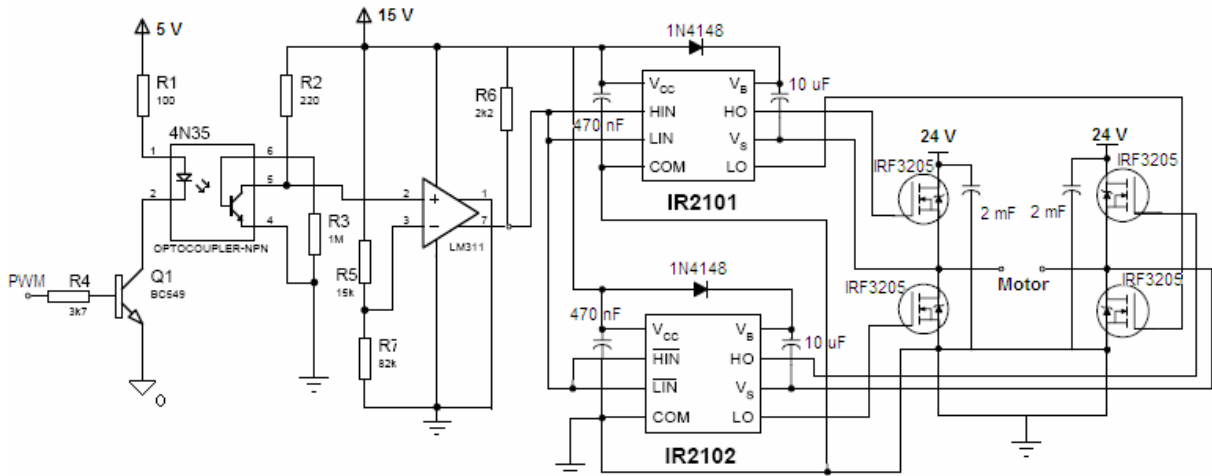 5 V
R1
100
4N35
1
2
6
5
4
OPTOCOUPLER-NPN
PWM
R4
3k7
Q1
BC549
0
R2
220
R3
1M
15 V
R5
15k
R7
82k
2
3
1
7
LM311
R6
2k2
470 nF
1N4148
VCC
HIN
LIN
COM
VB
HO
VS
LO
10 uF
IR2101
1N4148
470 nF
VCC
HIN
LIN
COM
VB
HO
VS
LO
10 uF
IR2102
24 V
IRF3205
2 mF
24 V
IRF3205
2 mF
IRF3205
Motor
IRF3205